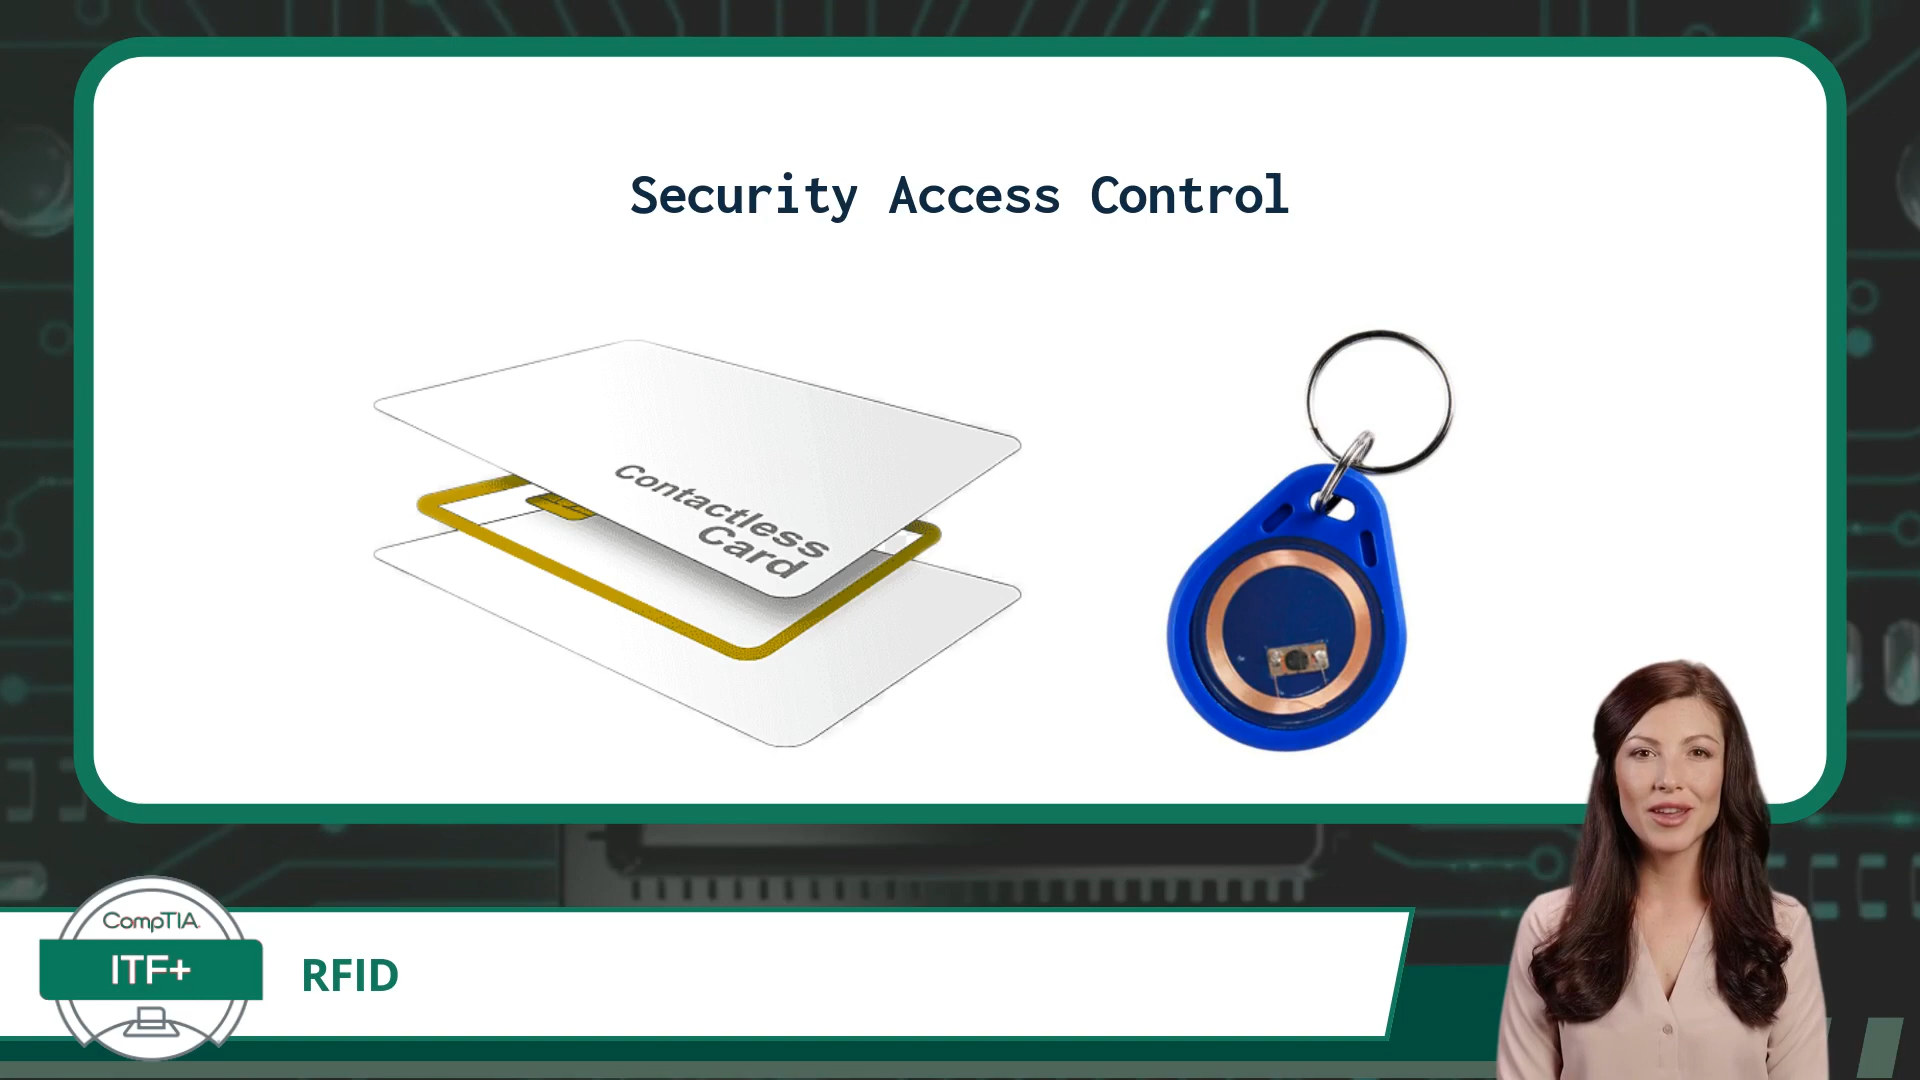 Security Access Control
Contactless
Card
CompTIA
ITF+
RFID